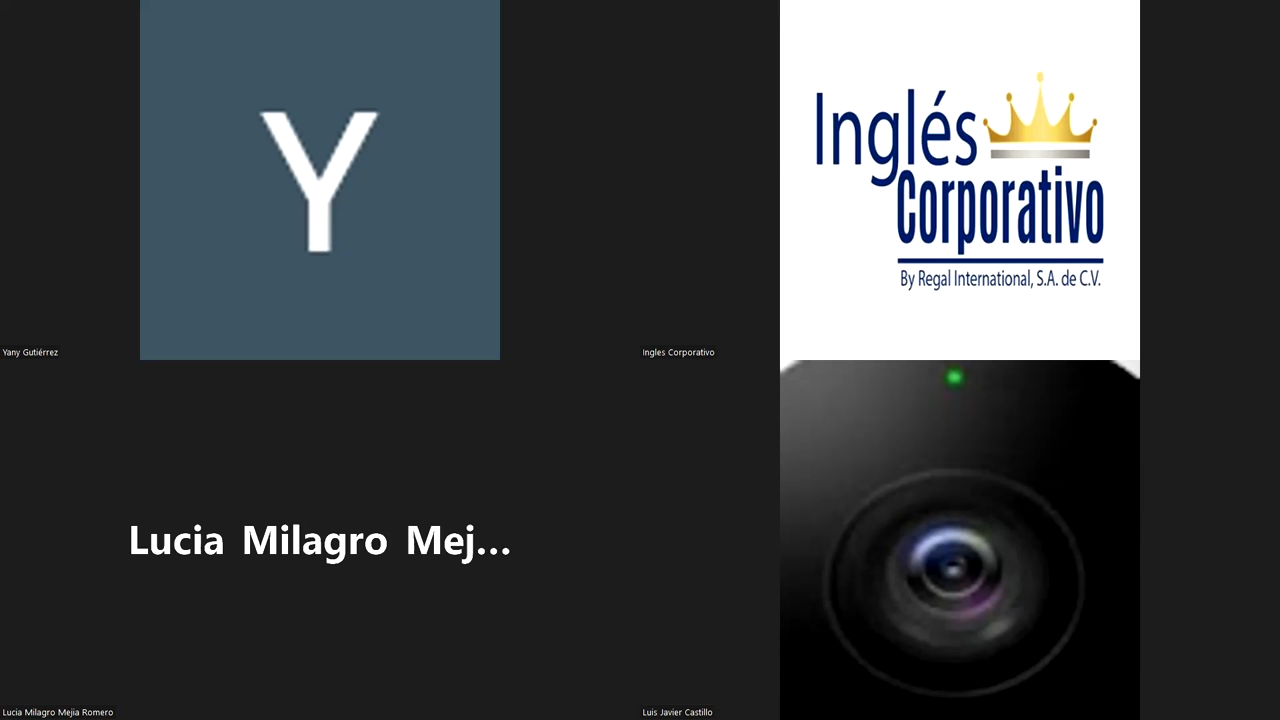 Y
Yany Gutiérrez
Inglés
Corporativo
By Regal International, S.A. de C.V.
Ingles Corporativo
Lucia Milagro Mej...
Lucia Milagro Mejia Romero
Luis Javier Castillo